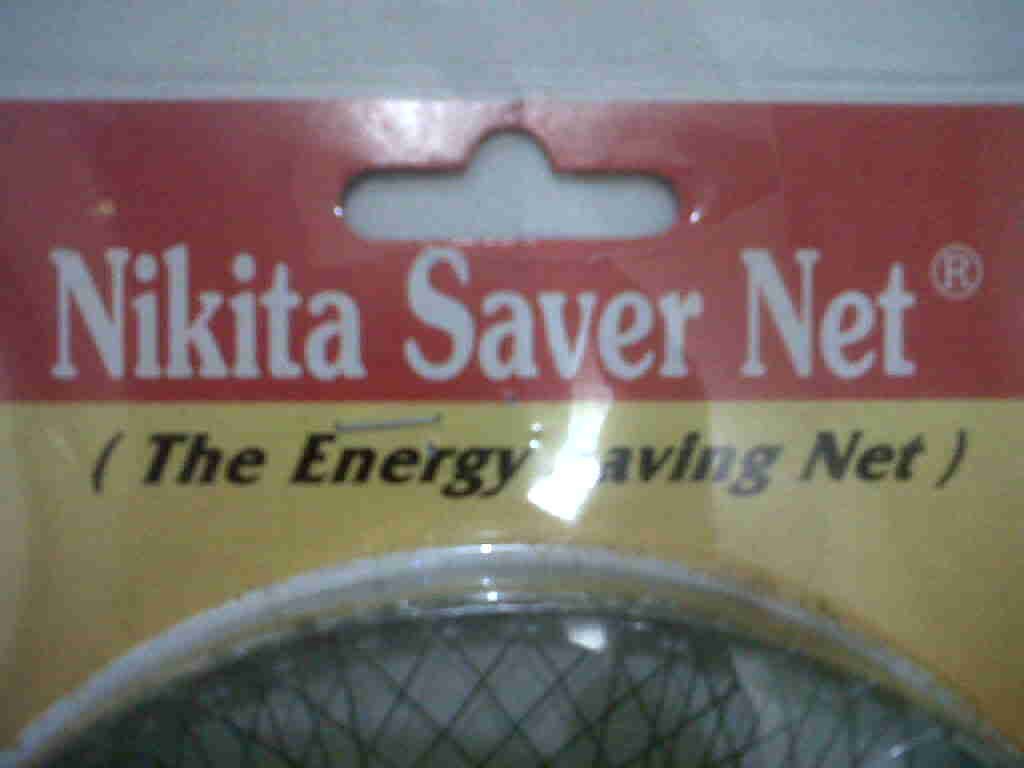 Nikita Saver Net®
( The Energy Saving Net )